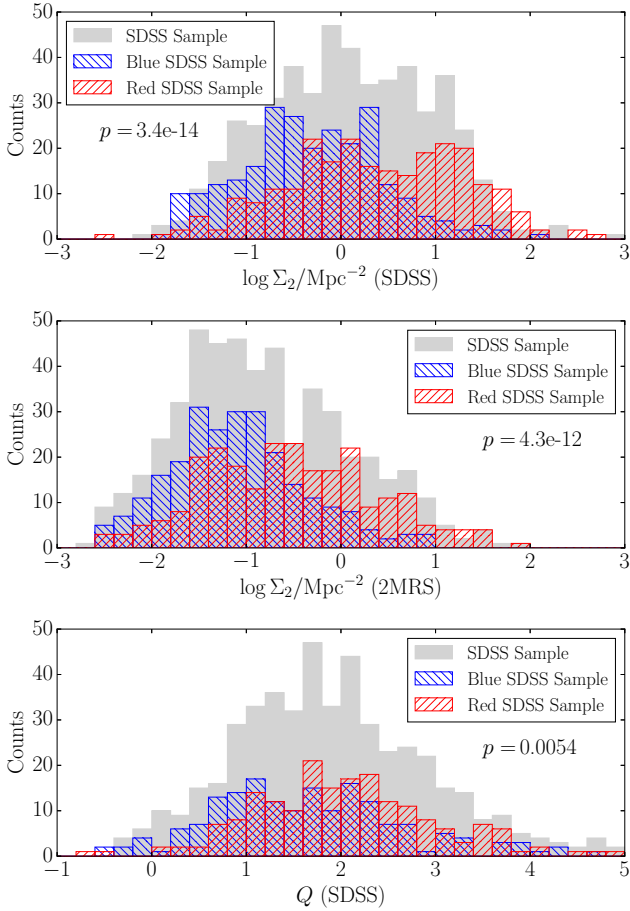 50
40
30
20
10
0
Counts
SDSS Sample
Blue SDSS Sample
Red SDSS Sample
p = 3.4e-14
−3 −2 −1 0 1 2 3
log Σ₂/Mpc⁻² (SDSS)
50
40
30
20
10
0
Counts
SDSS Sample
Blue SDSS Sample
Red SDSS Sample
p = 4.3e-12
−3 −2 −1 0 1 2 3
log Σ₂/Mpc⁻² (2MRS)
50
40
30
20
10
0
Counts
SDSS Sample
Blue SDSS Sample
Red SDSS Sample
p = 0.0054
−1 0 1 2 3 4 5
Q (SDSS)